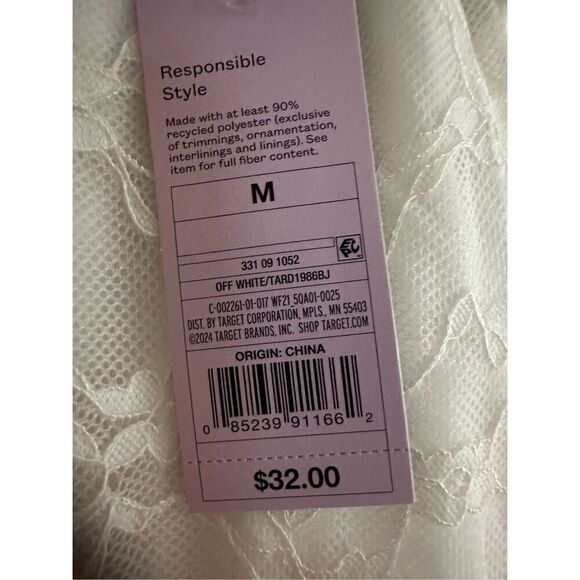 Responsible
Style
Made with at least 90%
recycled polyester (exclusive
of trimmings, ornamentation,
interlinings and linings). See
item for full fiber content.
M
331 09 1052
EPC
OFF WHITE/TARD1986BJ
C-002261-01-017 WF21_50A01-0025
DIST. BY TARGET CORPORATION, MPLS., MN 55403
©2024 TARGET BRANDS, INC. SHOP TARGET.COM
ORIGIN: CHINA
0 85239 91166 2
$32.00